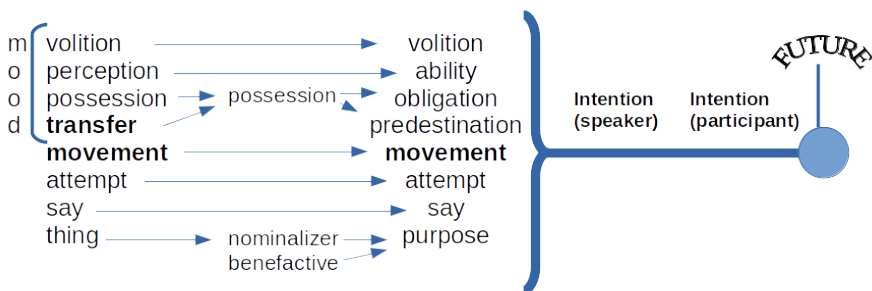 m
o
o
d
volition
perception
possession
transfer
movement
attempt
say
thing
possession
nominalizer
benefactive
volition
ability
obligation
predestination
movement
attempt
say
purpose
Intention
(speaker)
Intention
(participant)
FUTURE